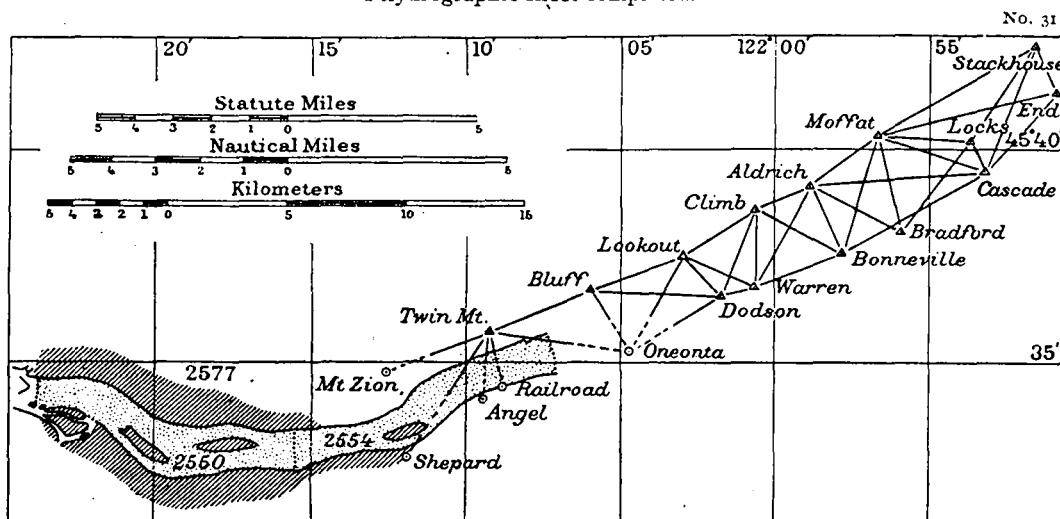 No. 31
20' 15' 10' 05' 122° 00' 55'
Stackhouse
End
Statute Miles
5 4 3 2 1 0 5
Moffat
Locks
45° 40'
Nautical Miles
5 4 3 2 1 0 5
Aldrich
Cascade
Kilometers
5 4 3 2 1 0 5 10 15
Climb
Bradford
Lookout
Bonneville
Bluff
Warren
Dodson
Twin Mt.
Oneonta
35'
2577
Mt Zion
Railroad
Angel
2554
2550
Shepard